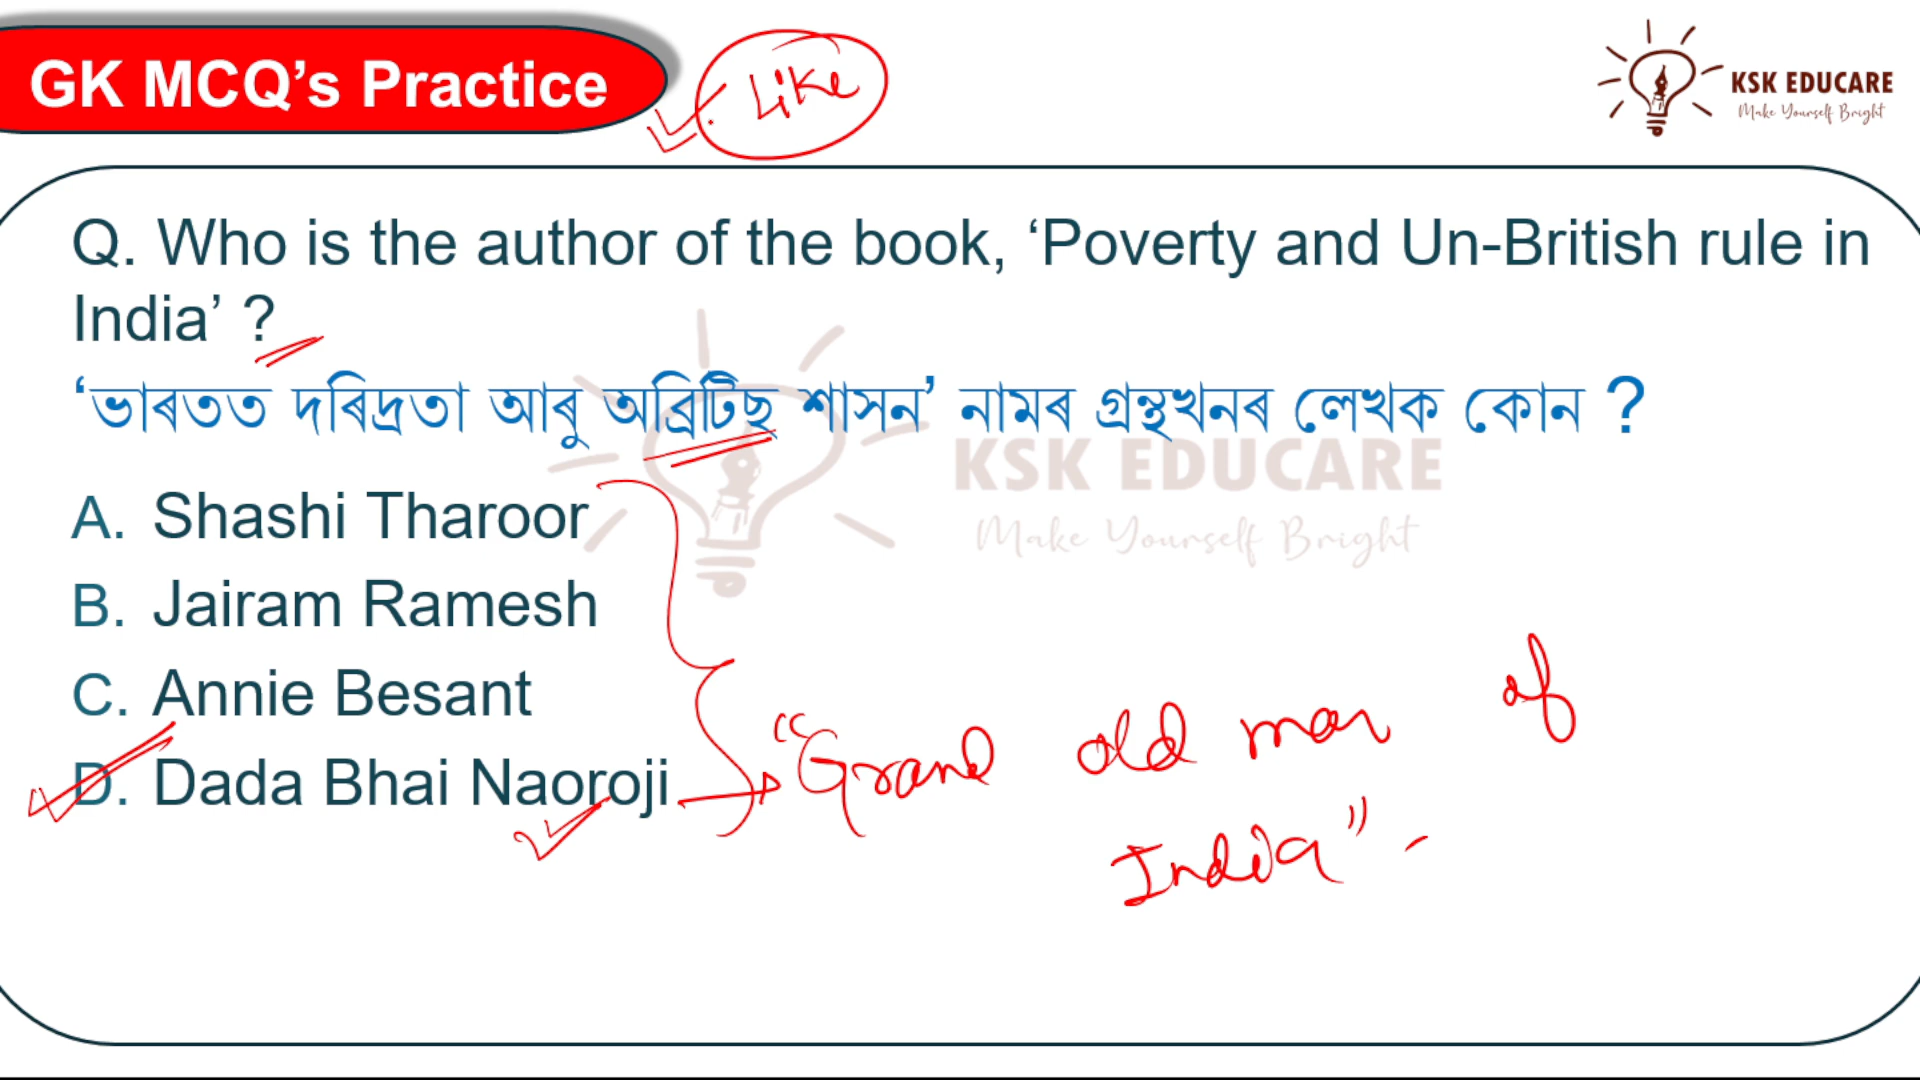 GK MCQ’s Practice
Like
KSK EDUCARE
Make Yourself Bright
Q. Who is the author of the book, ‘Poverty and Un-British rule in
India’ ?
‘ভাৰতত দৰিদ্ৰতা আৰু অব্ৰিটিছ শাসন’ নামৰ গ্ৰন্থখনৰ লেখক কোন ?
KSK EDUCARE
Make Yourself Bright
A. Shashi Tharoor
B. Jairam Ramesh
C. Annie Besant
D. Dada Bhai Naoroji
“Grand old man of
India”